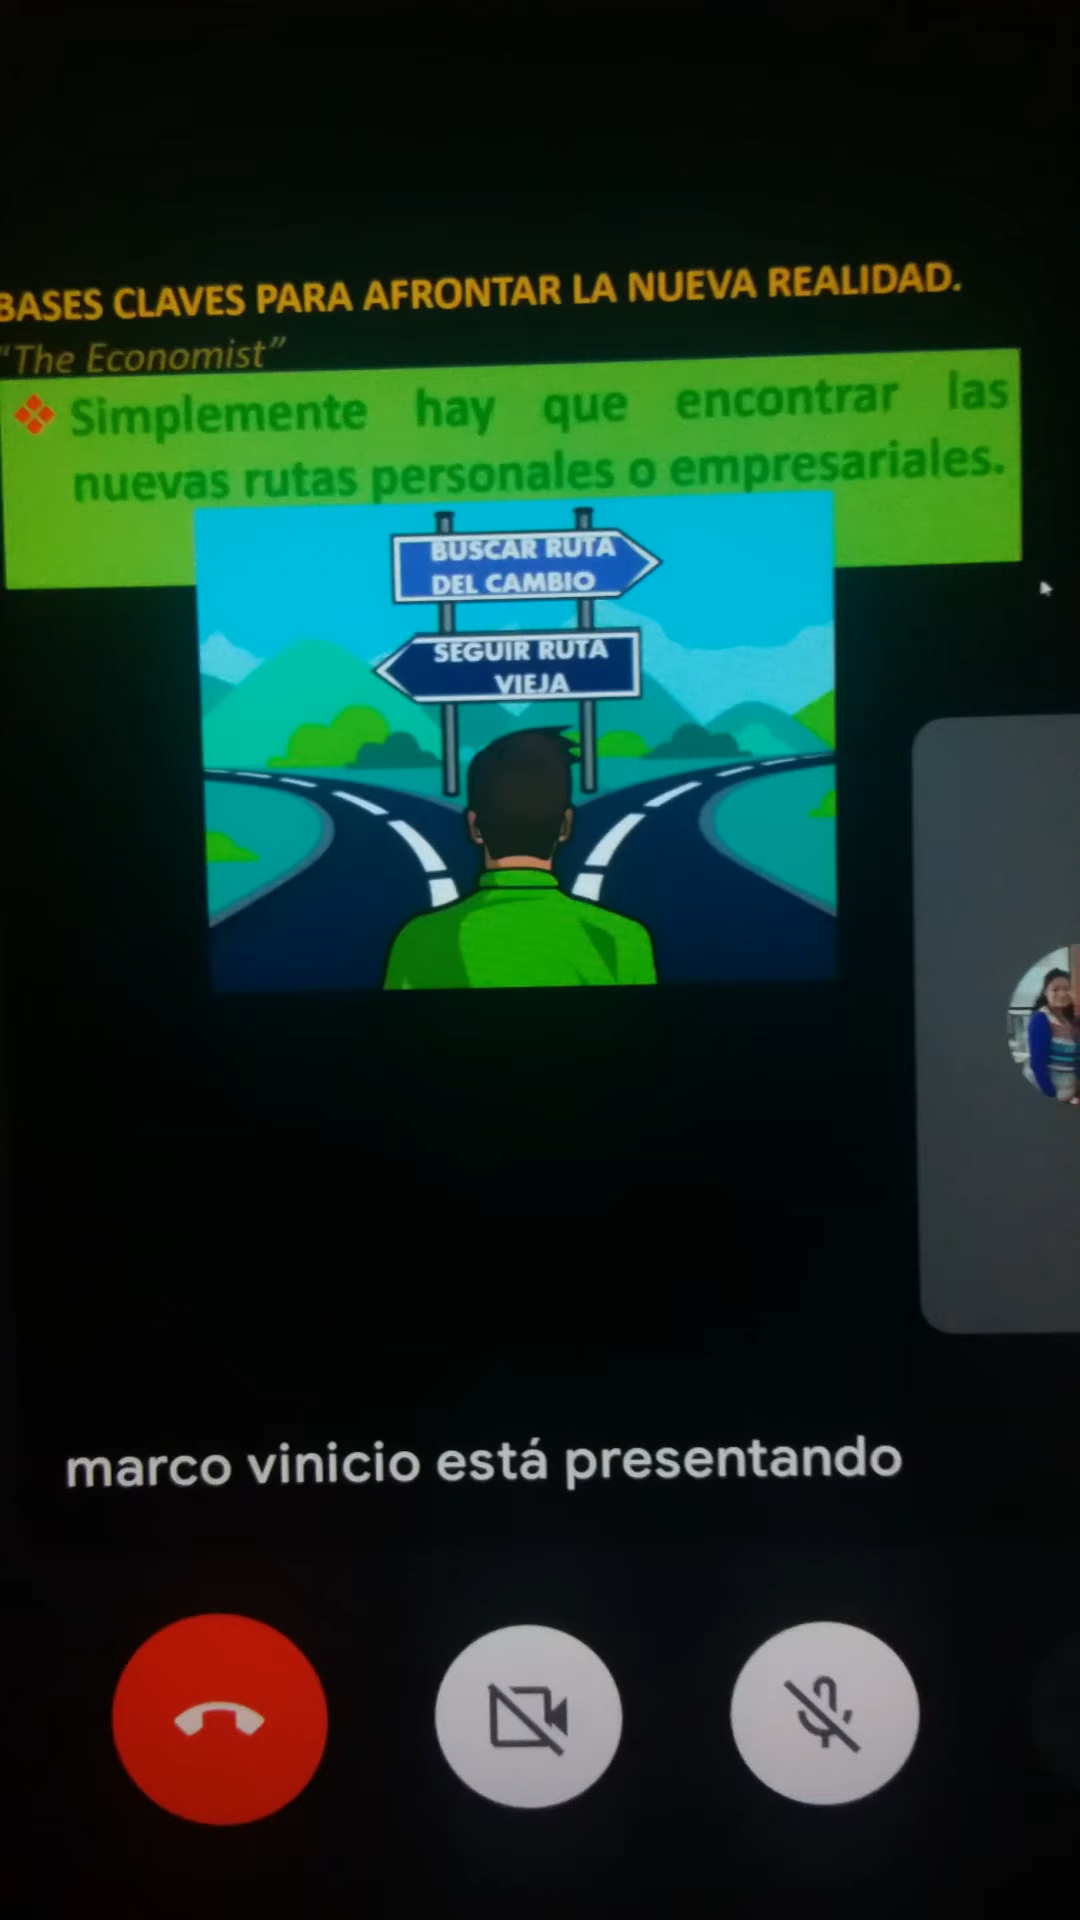 BASES CLAVES PARA AFRONTAR LA NUEVA REALIDAD.
"The Economist"
Simplemente hay que encontrar las
nuevas rutas personales o empresariales.
BUSCAR RUTA
DEL CAMBIO
SEGUIR RUTA
VIEJA
marco vinicio está presentando